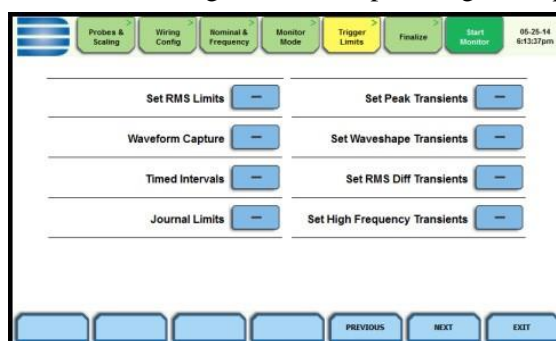 Probes & Scaling
Wiring Config
Nominal & Frequency
Monitor Mode
Trigger Limits
Finalize
Start Monitor
05-25-14
6:13:37pm
Set RMS Limits
Set Peak Transients
Waveform Capture
Set Waveshape Transients
Timed Intervals
Set RMS Diff Transients
Journal Limits
Set High Frequency Transients
PREVIOUS
NEXT
EXIT